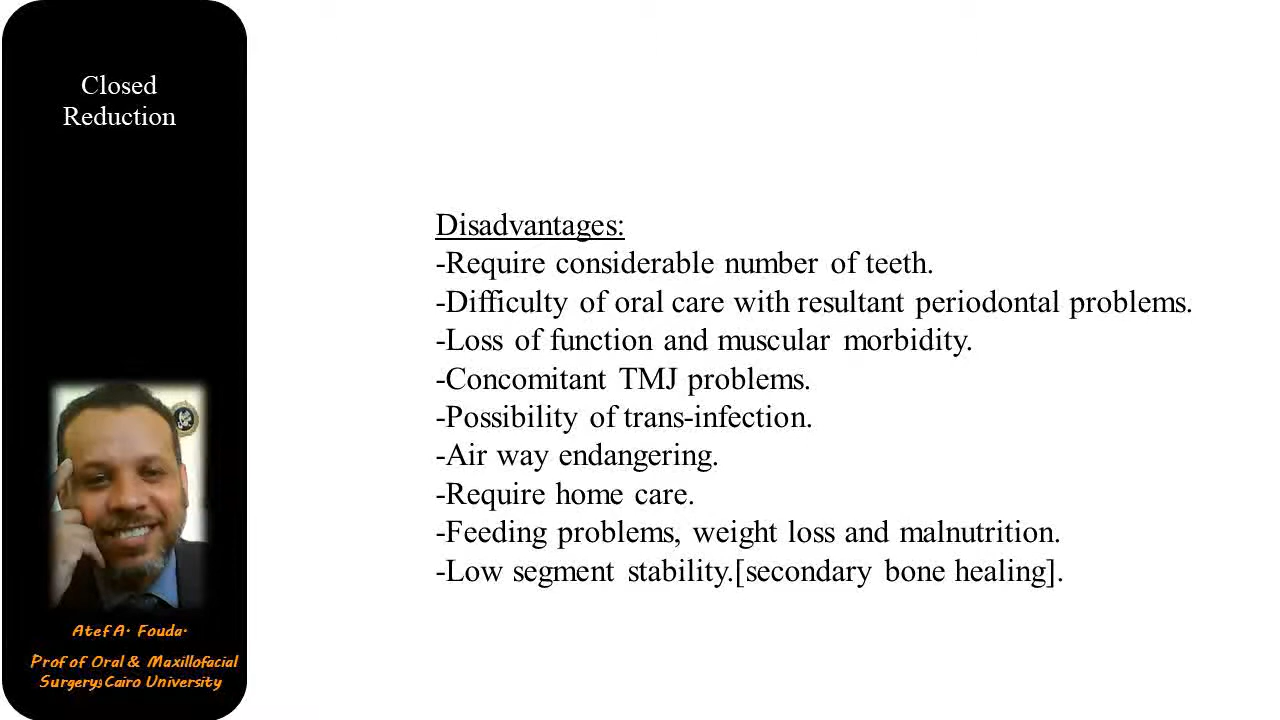 Closed
Reduction
Disadvantages:
-Require considerable number of teeth.
-Difficulty of oral care with resultant periodontal problems.
-Loss of function and muscular morbidity.
-Concomitant TMJ problems.
-Possibility of trans-infection.
-Air way endangering.
-Require home care.
-Feeding problems, weight loss and malnutrition.
-Low segment stability.[secondary bone healing].
Atef A. Fouda.
Prof of Oral & Maxillofacial
Surgery, Cairo University